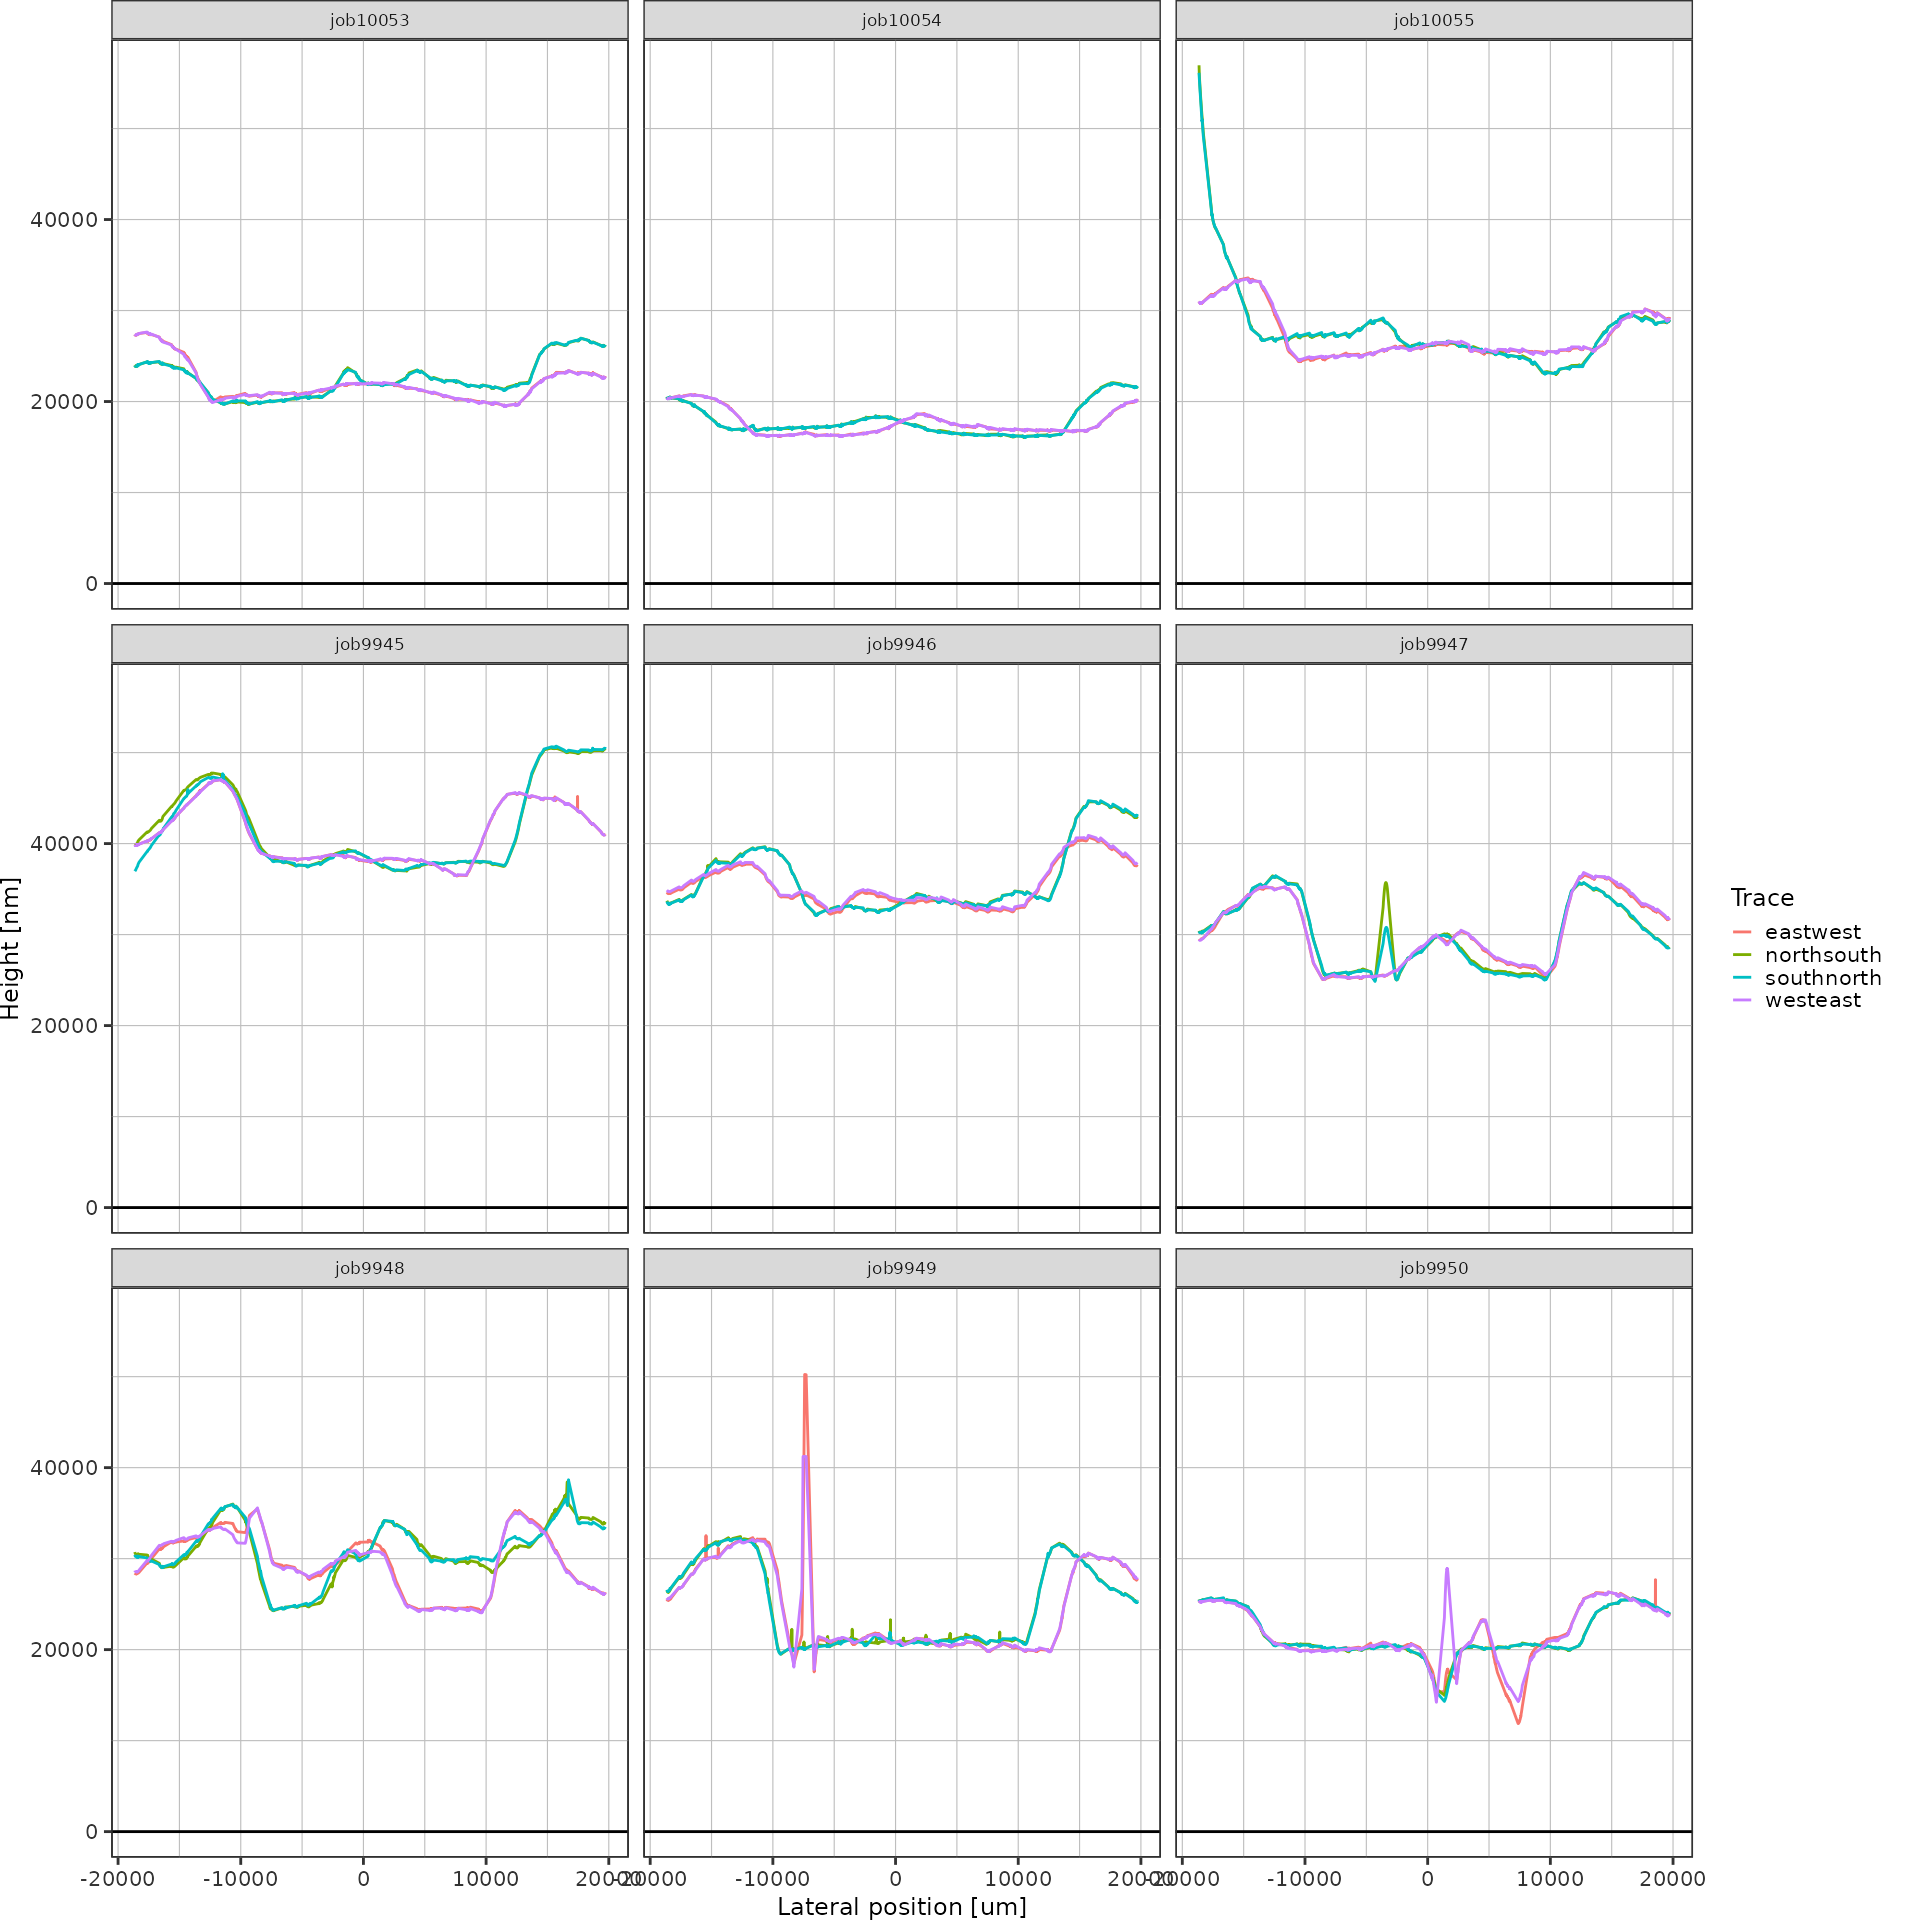 job10053 job10054 job10055
40000
20000
0
job9945 job9946 job9947
40000
20000
0
Height [nm]
Trace
eastwest
northsouth
southnorth
westeast
job9948 job9949 job9950
40000
20000
0
-20000 -10000 0 10000 20000 -20000 -10000 0 10000 20000 -20000 -10000 0 10000 20000
Lateral position [um]